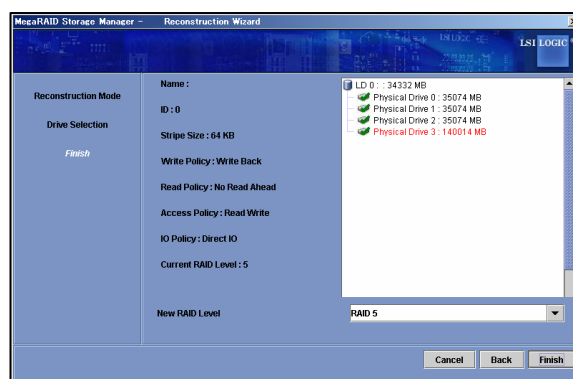 MegaRAID Storage Manager - Reconstruction Wizard
LSI LOGIC
Reconstruction Mode
Drive Selection
Finish
Name :
ID : 0
Stripe Size : 64 KB
Write Policy : Write Back
Read Policy : No Read Ahead
Access Policy : Read Write
IO Policy : Direct IO
Current RAID Level : 5
LD 0 : : 34332 MB
Physical Drive 0 : 35074 MB
Physical Drive 1 : 35074 MB
Physical Drive 2 : 35074 MB
Physical Drive 3 : 140014 MB
New RAID Level
RAID 5
Cancel
Back
Finish